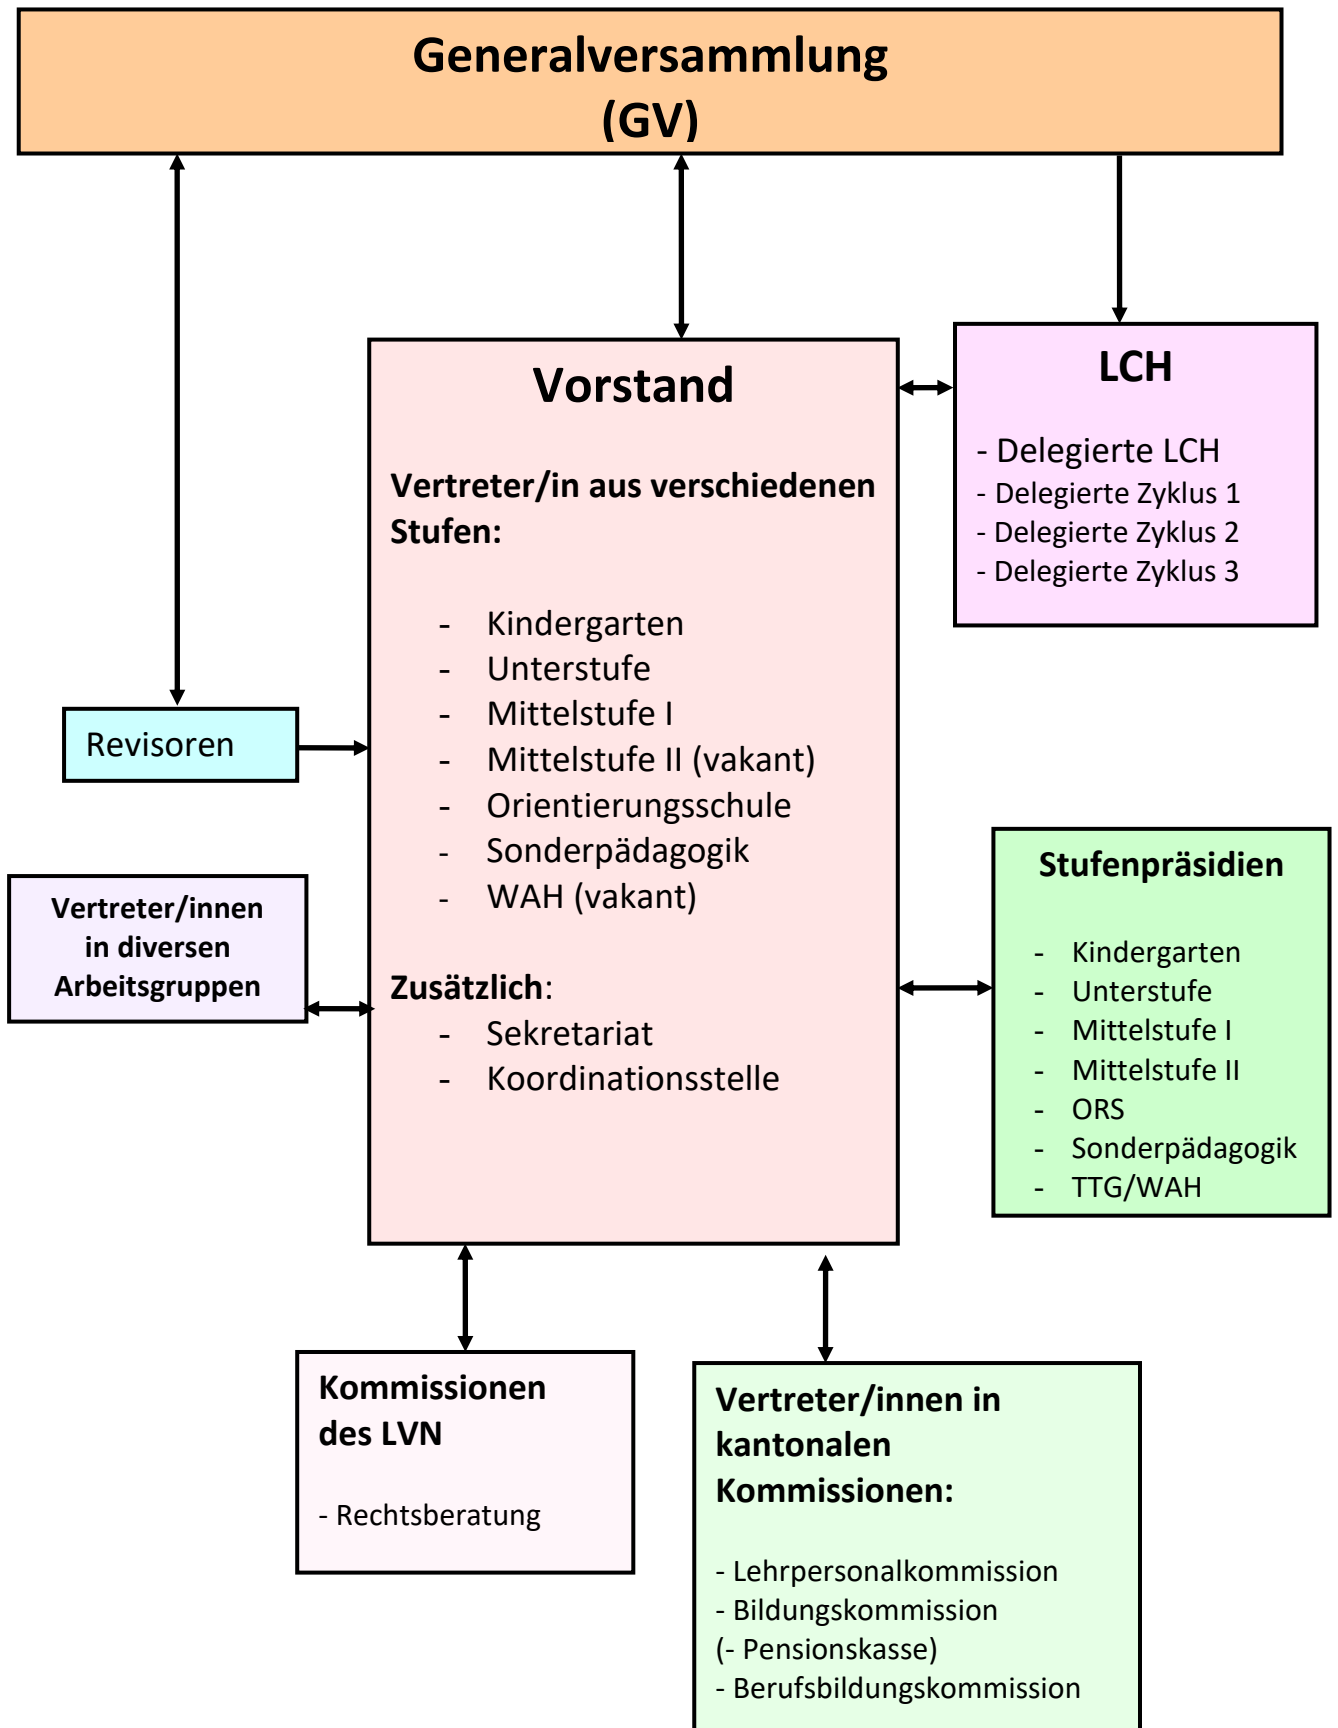 Generalversammlung
(GV)
Vorstand
Vertreter/in aus verschiedenen
Stufen:
- Kindergarten
- Unterstufe
- Mittelstufe I
- Mittelstufe II (vakant)
- Orientierungsschule
- Sonderpädagogik
- WAH (vakant)
Zusätzlich:
- Sekretariat
- Koordinationsstelle
LCH
- Delegierte LCH
- Delegierte Zyklus 1
- Delegierte Zyklus 2
- Delegierte Zyklus 3
Revisoren
Vertreter/innen
in diversen
Arbeitsgruppen
Stufenpräsidien
- Kindergarten
- Unterstufe
- Mittelstufe I
- Mittelstufe II
- ORS
- Sonderpädagogik
- TTG/WAH
Kommissionen
des LVN
- Rechtsberatung
Vertreter/innen in
kantonalen
Kommissionen:
- Lehrpersonalkommission
- Bildungskommission
(- Pensionskasse)
- Berufsbildungskommission